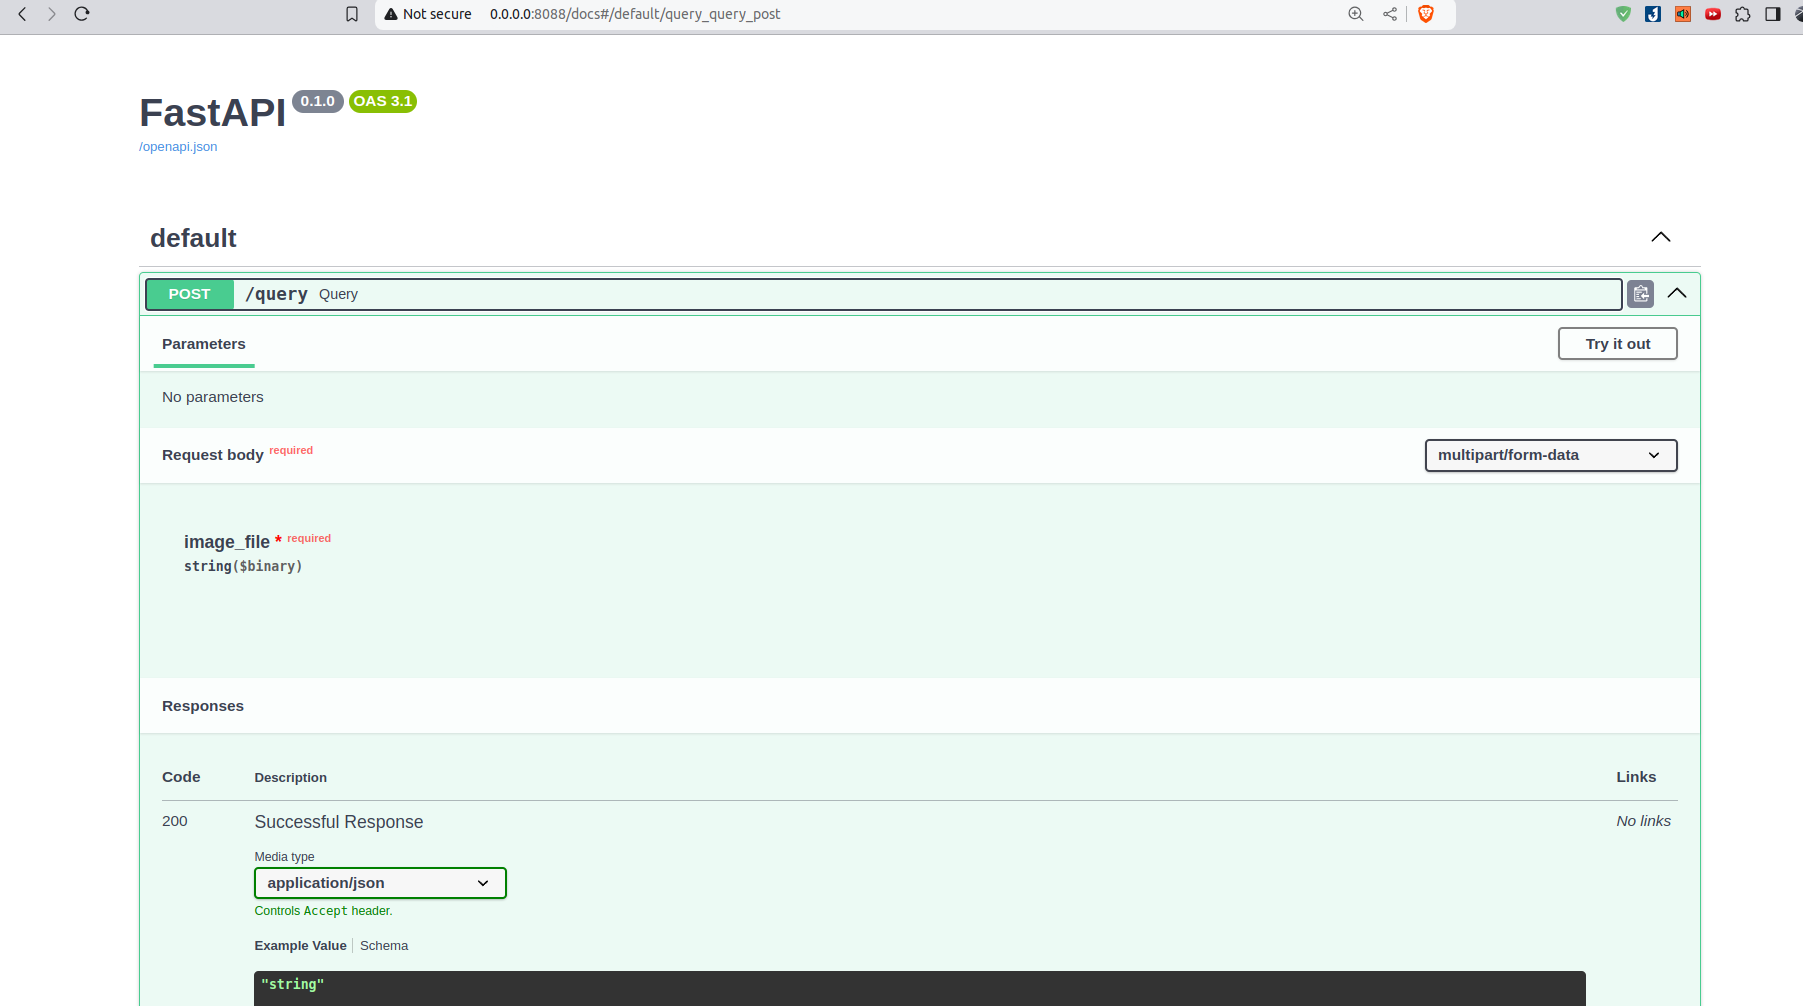 Not secure 0.0.0.0:8088/docs#/default/query_query_post
FastAPI 0.1.0 OAS 3.1
/openapi.json
default
POST /query Query
Parameters Try it out
No parameters
Request body required multipart/form-data
image_file * required
string($binary)
Responses
Code Description Links
200 Successful Response No links
Media type
application/json
Controls Accept header.
Example Value Schema
"string"